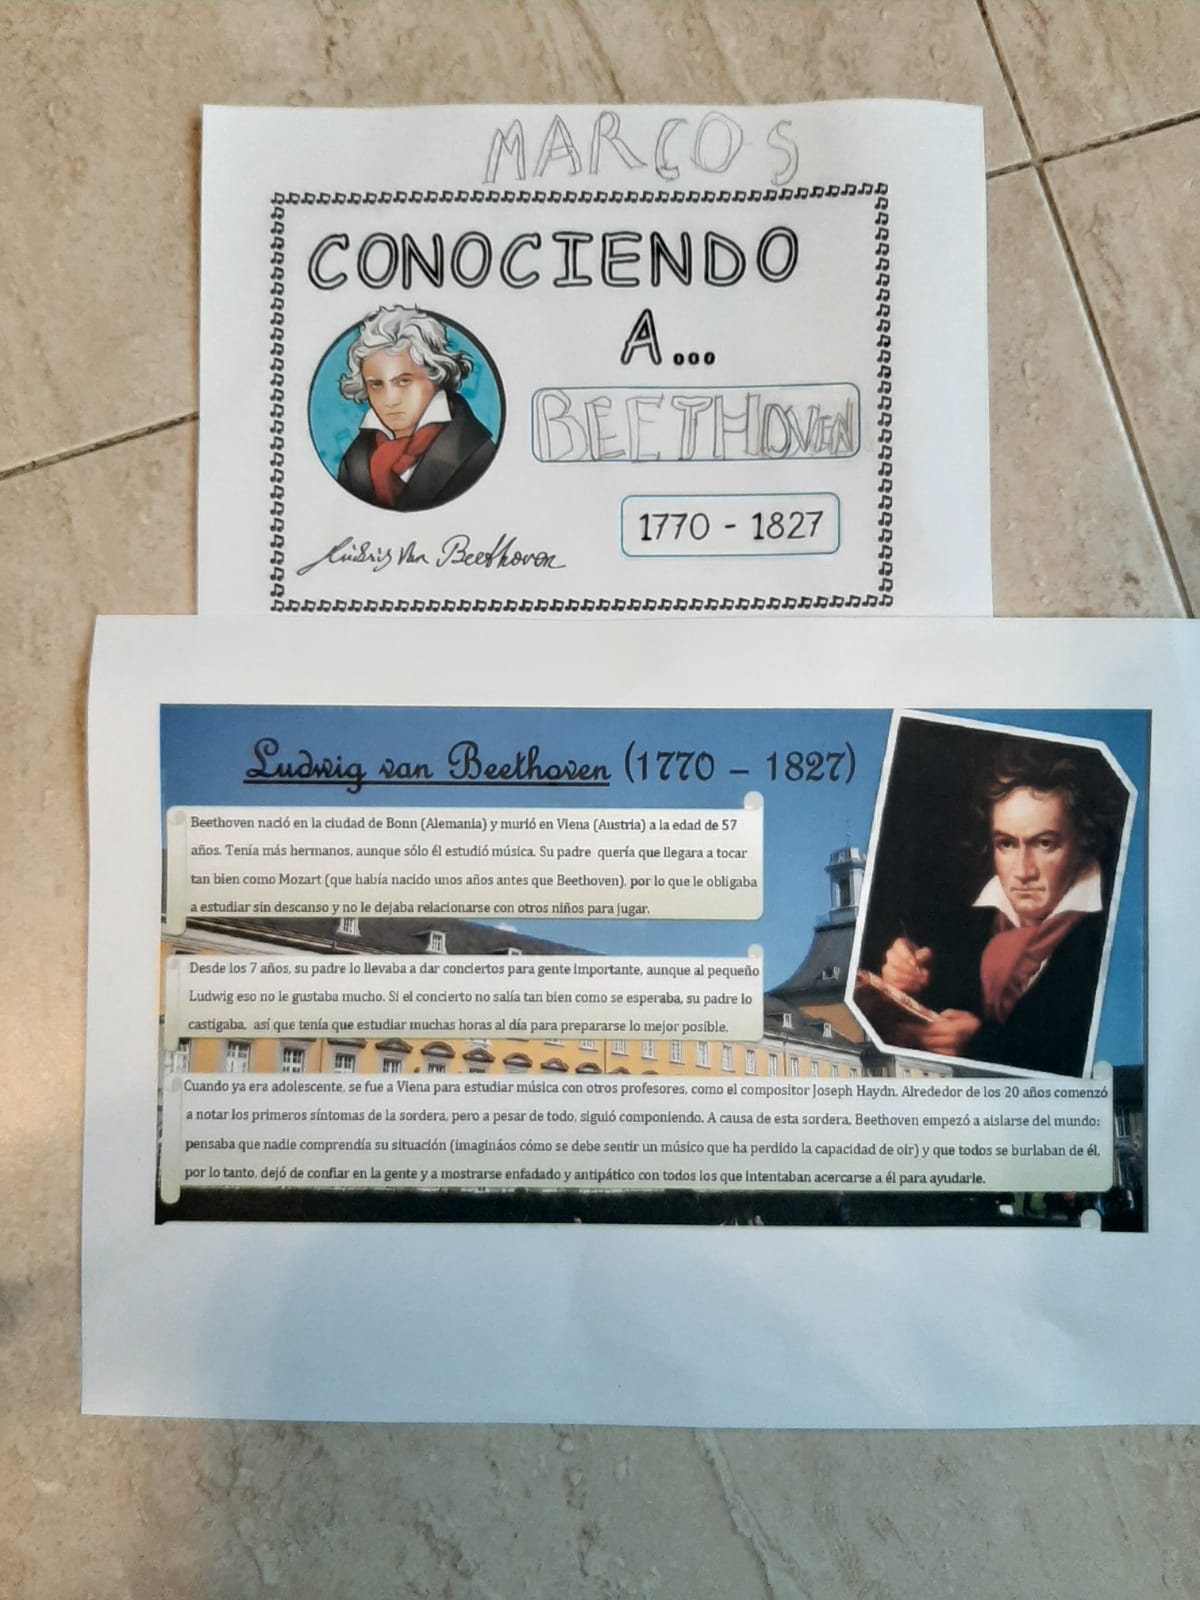 MARCOS
CONOCIENDO
A...
BEETHOVEN
1770 - 1827
Ludwig Van Beethoven
Ludwig van Beethoven (1770 – 1827)
Beethoven nació en la ciudad de Bonn (Alemania) y murió en Viena (Austria) a la edad de 57
años. Tenía más hermanos, aunque sólo él estudió música. Su padre quería que llegara a tocar
tan bien como Mozart (que había nacido unos años antes que Beethoven), por lo que le obligaba
a estudiar sin descanso y no le dejaba relacionarse con otros niños para jugar.
Desde los 7 años, su padre lo llevaba a dar conciertos para gente importante, aunque al pequeño
Ludwig eso no le gustaba mucho. Si el concierto no salía tan bien como se esperaba, su padre lo
castigaba, así que tenía que estudiar muchas horas al día para prepararse lo mejor posible.
Cuando ya era adolescente, se fue a Viena para estudiar música con otros profesores, como el compositor Joseph Haydn. Alrededor de los 20 años comenzó
a notar los primeros síntomas de la sordera, pero a pesar de todo, siguió componiendo. A causa de esta sordera, Beethoven empezó a aislarse del mundo:
pensaba que nadie comprendía su situación (imagináos cómo se debe sentir un músico que ha perdido la capacidad de oir) y que todos se burlaban de él,
por lo tanto, dejó de confiar en la gente y a mostrarse enfadado y antipático con todos los que intentaban acercarse a él para ayudarle.